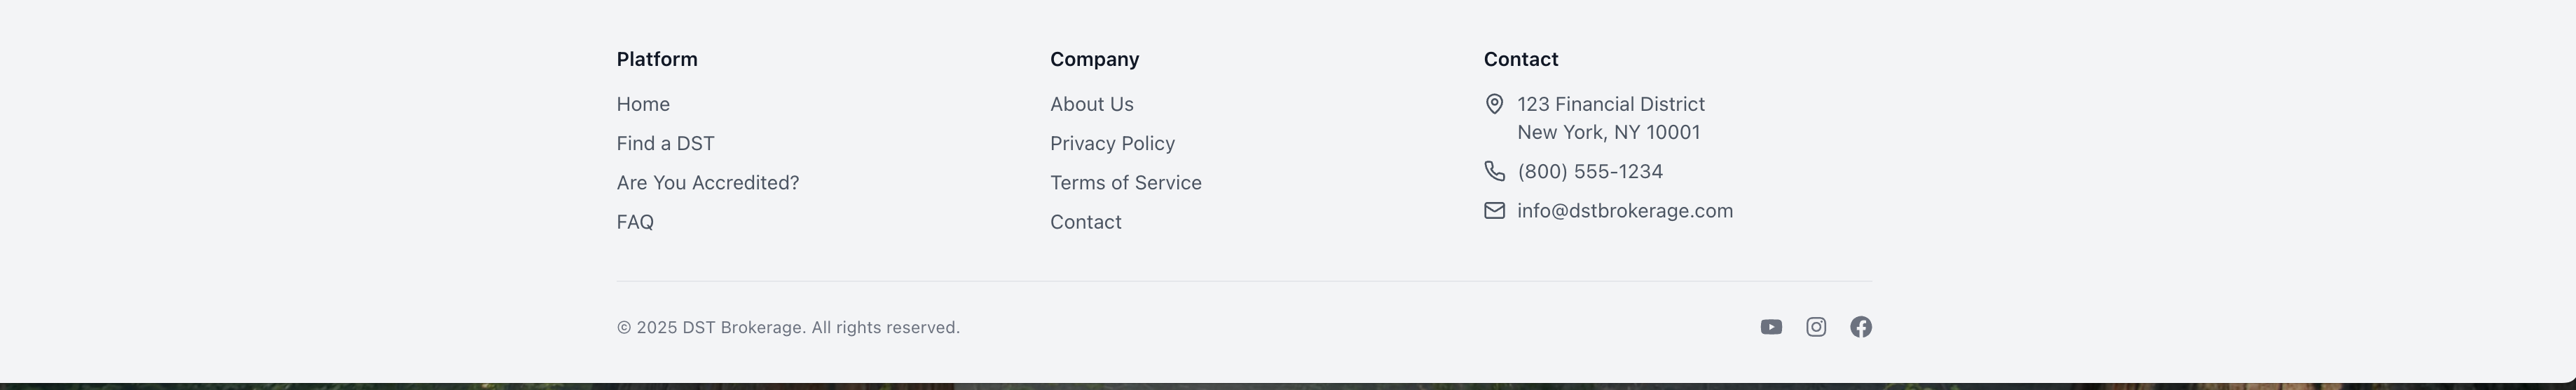 Platform
Home
Find a DST
Are You Accredited?
FAQ
Company
About Us
Privacy Policy
Terms of Service
Contact
Contact
123 Financial District
New York, NY 10001
(800) 555-1234
info@dstbrokerage.com
© 2025 DST Brokerage. All rights reserved.